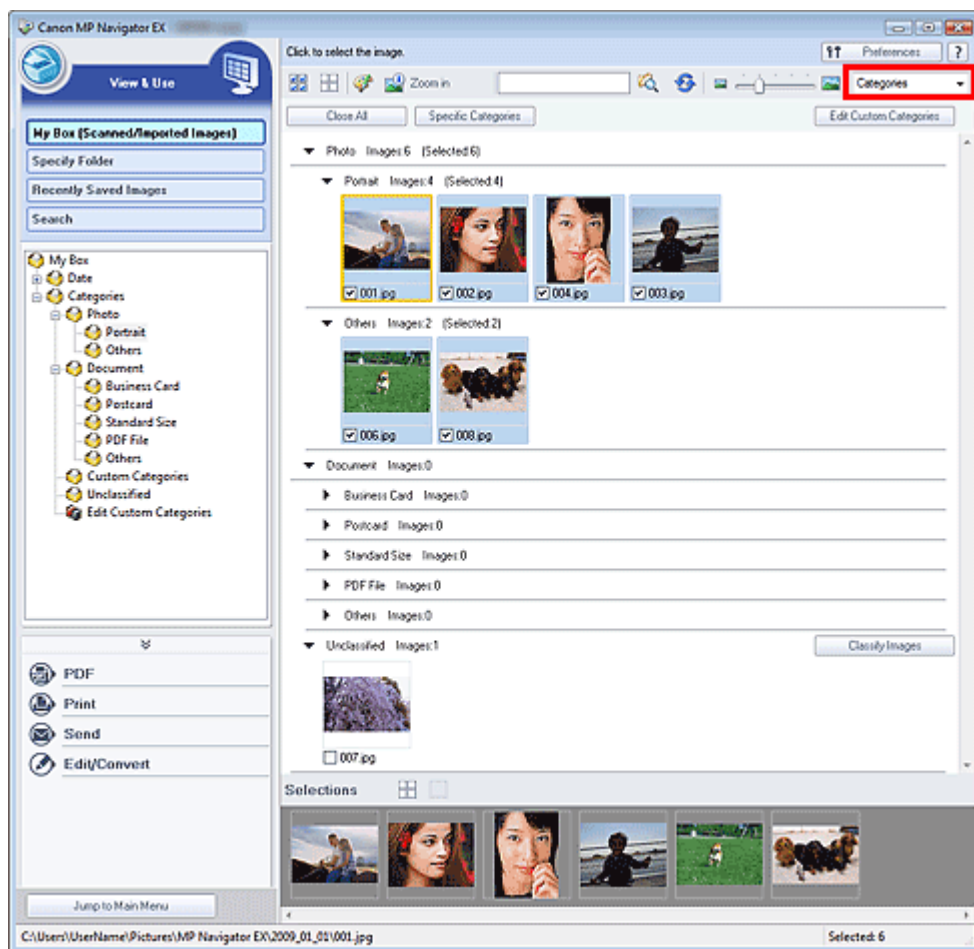 Canon MP Navigator EX
View & Use
My Box (Scanned/Imported Images)
Specify Folder
Recently Saved Images
Search
My Box
Date
Categories
Photo
Portrait
Others
Document
Business Card
Postcard
Standard Size
PDF File
Others
Custom Categories
Unclassified
Edit Custom Categories
PDF
Print
Send
Edit/Convert
Jump to Main Menu
Click to select the image.
Preferences ?
Zoom in
Categories
Close All Specific Categories Edit Custom Categories
Photo Images:6 (Selected:6)
Portrait Images:4 (Selected:4)
001.jpg 002.jpg 004.jpg 003.jpg
Others Images:2 (Selected:2)
006.jpg 008.jpg
Document Images:0
Business Card Images:0
Postcard Images:0
Standard Size Images:0
PDF File Images:0
Others Images:0
Unclassified Images:1 Classify Images
007.jpg
Selections
C:\Users\UserName\Pictures\MP Navigator EX\2009_01_01\001.jpg Selected: 6